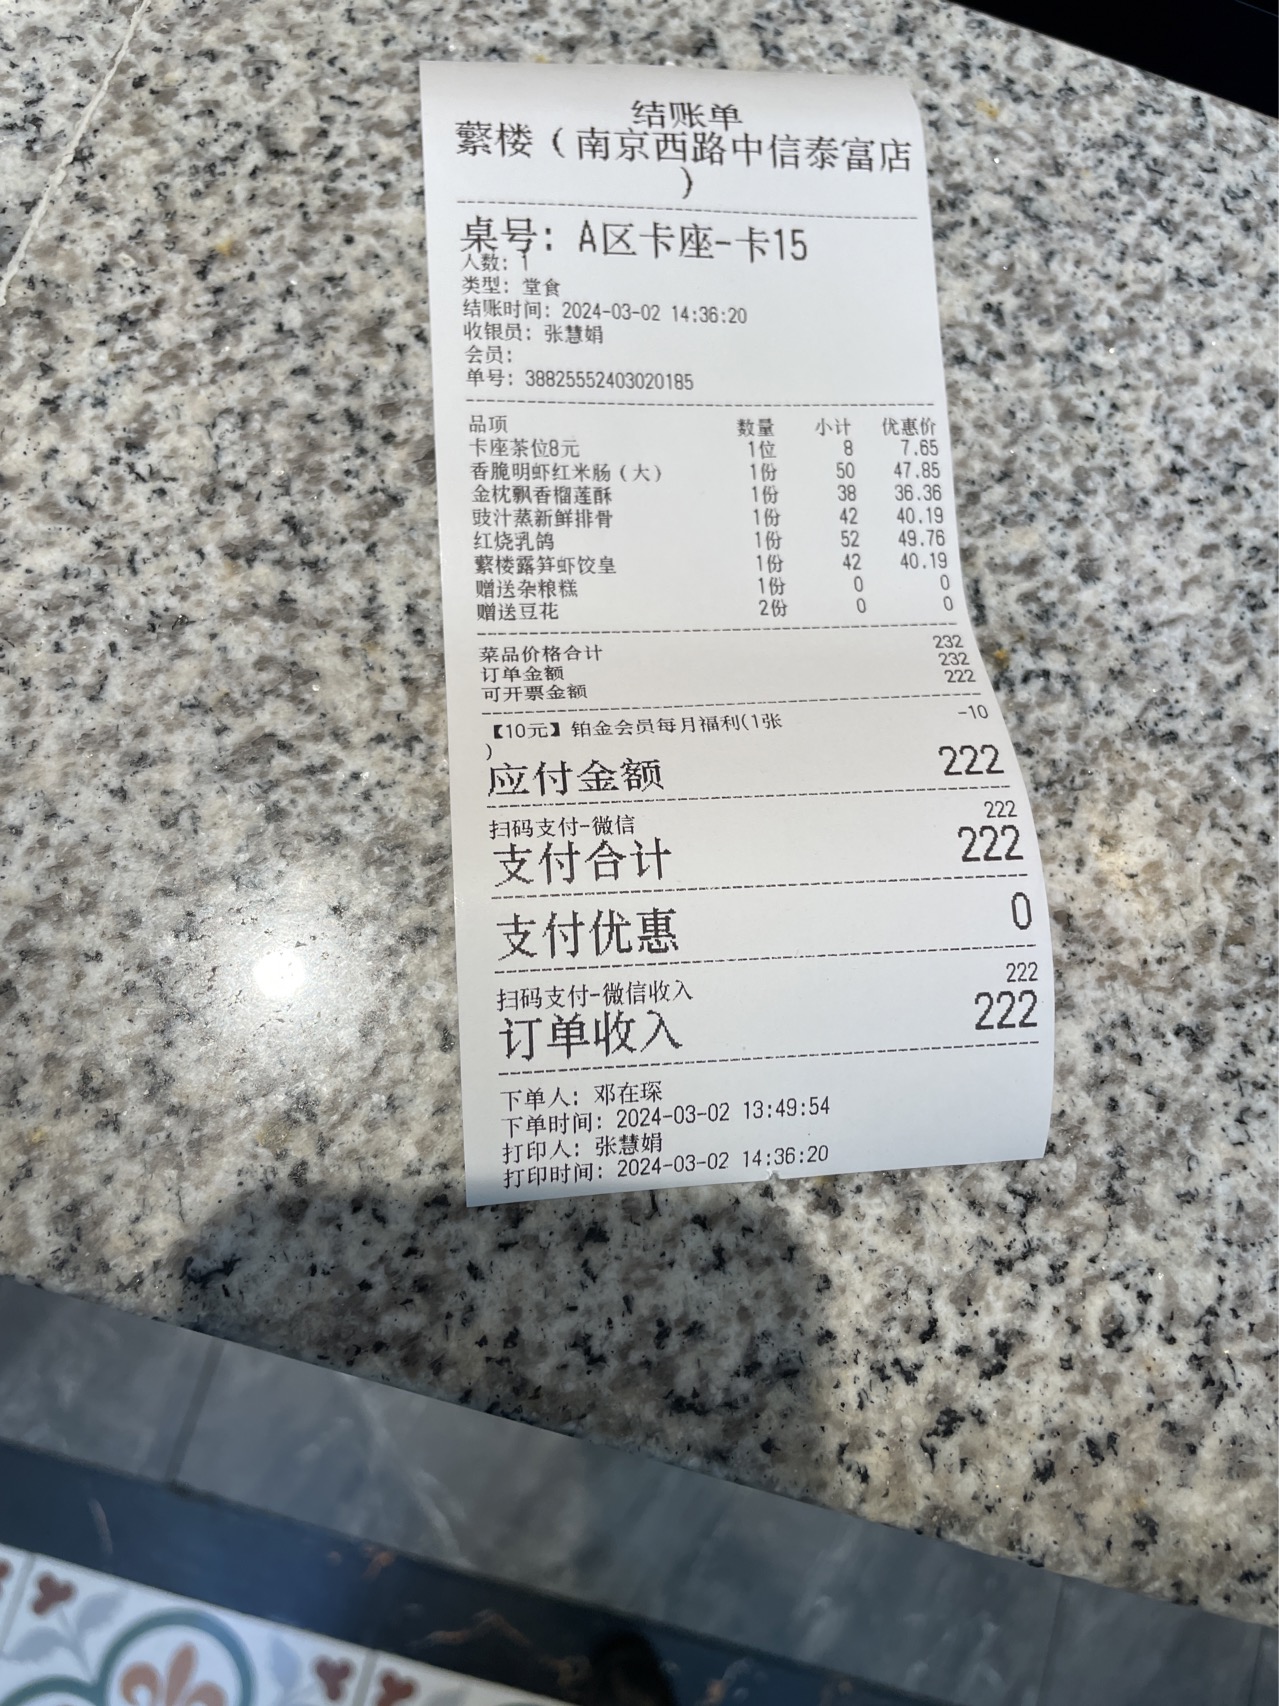 结账单
蘩楼（南京西路中信泰富店
）
桌号: A区卡座-卡15
人数: 1
类型: 堂食
结账时间: 2024-03-02 14:36:20
收银员: 张慧娟
会员:
单号: 38825552403020185
品项 数量 小计 优惠价
卡座茶位8元 1位 8 7.65
香脆明虾红米肠（大） 1份 50 47.85
金枕飘香榴莲酥 1份 38 36.36
豉汁蒸新鲜排骨 1份 42 40.19
红烧乳鸽 1份 52 49.76
蘩楼露笋虾饺皇 1份 42 40.19
赠送杂粮糕 1份 0 0
赠送豆花 2份 0 0
菜品价格合计 232
订单金额 232
可开票金额 222
【10元】铂金会员每月福利(1张 -10
)
应付金额 222
扫码支付-微信 222
支付合计 222
支付优惠 0
扫码支付-微信收入 222
订单收入 222
下单人: 邓在琛
下单时间: 2024-03-02 13:49:54
打印人: 张慧娟
打印时间: 2024-03-02 14:36:20